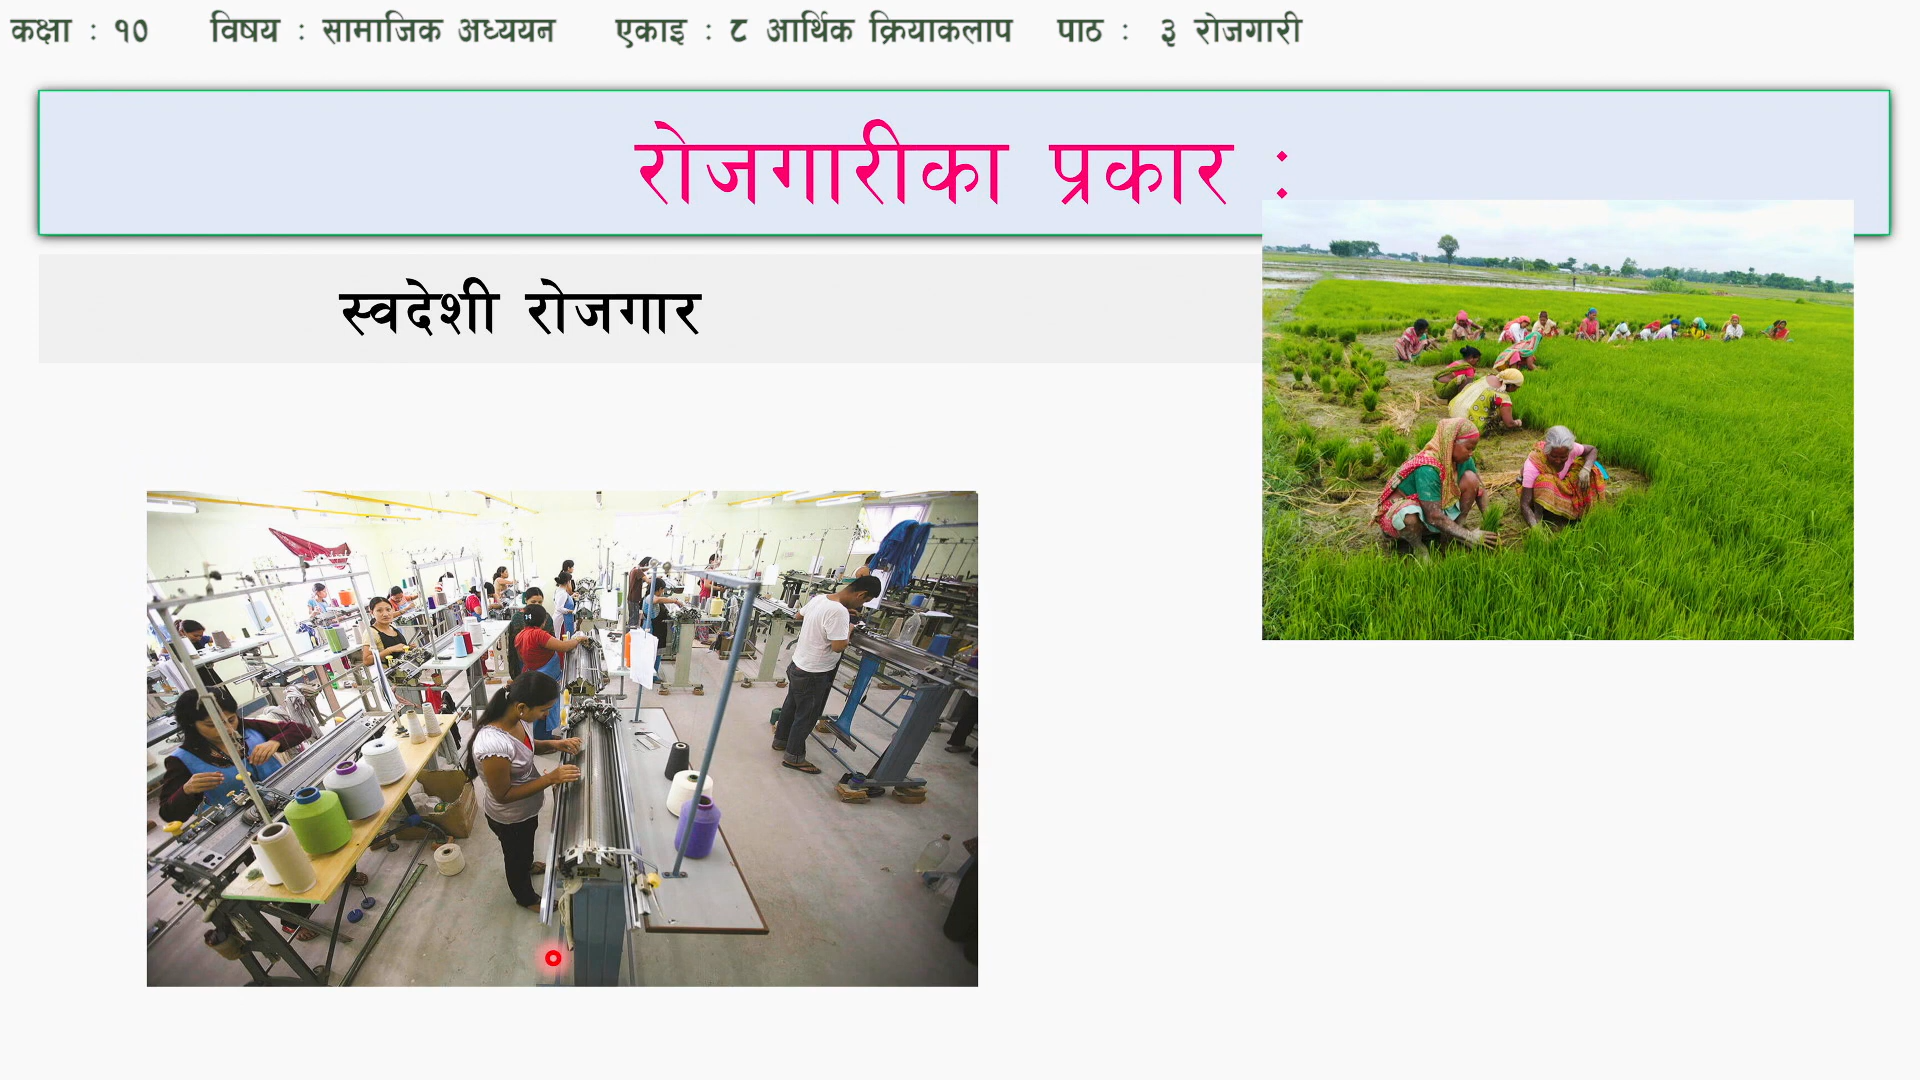 कक्षा : १० विषय : सामाजिक अध्ययन एकाइ : ८ आर्थिक क्रियाकलाप पाठ : ३ रोजगारी
रोजगारीका प्रकार :
स्वदेशी रोजगार